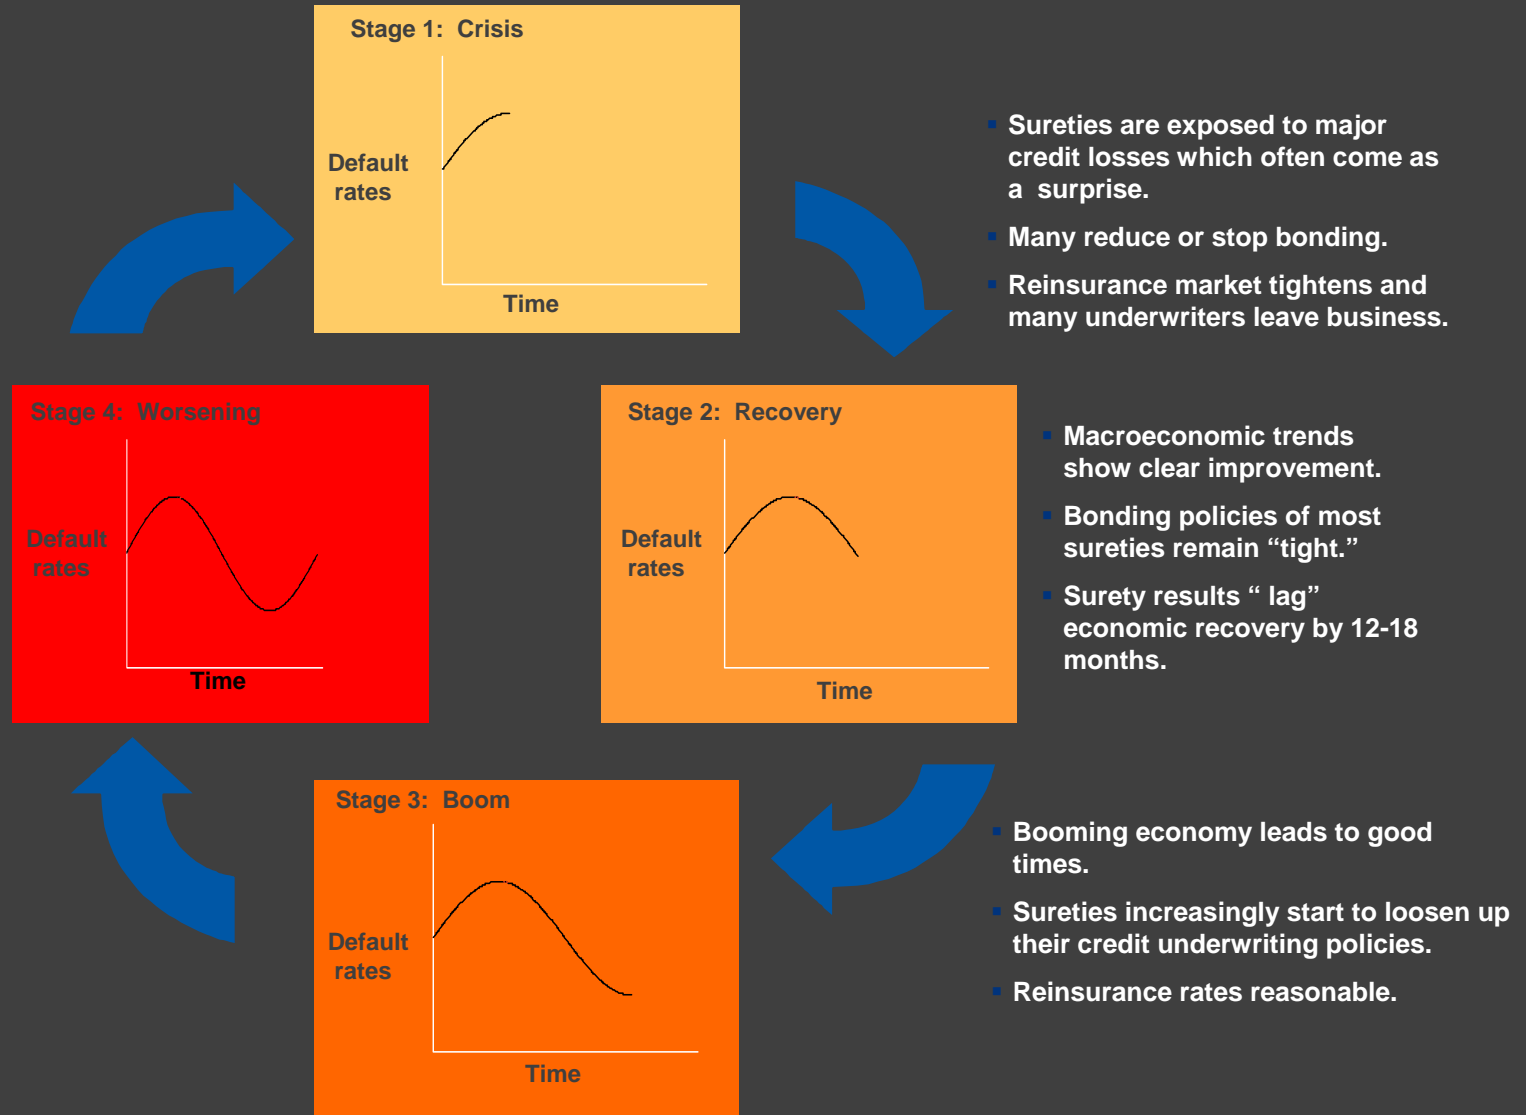 Stage 1: Crisis
Default
rates
Time
▪ Sureties are exposed to major
credit losses which often come as
a surprise.
▪ Many reduce or stop bonding.
▪ Reinsurance market tightens and
many underwriters leave business.
Stage 4: Worsening
Default
rates
Time
Stage 2: Recovery
Default
rates
Time
▪ Macroeconomic trends
show clear improvement.
▪ Bonding policies of most
sureties remain “tight.”
▪ Surety results “ lag”
economic recovery by 12-18
months.
Stage 3: Boom
Default
rates
Time
▪ Booming economy leads to good
times.
▪ Sureties increasingly start to loosen up
their credit underwriting policies.
▪ Reinsurance rates reasonable.